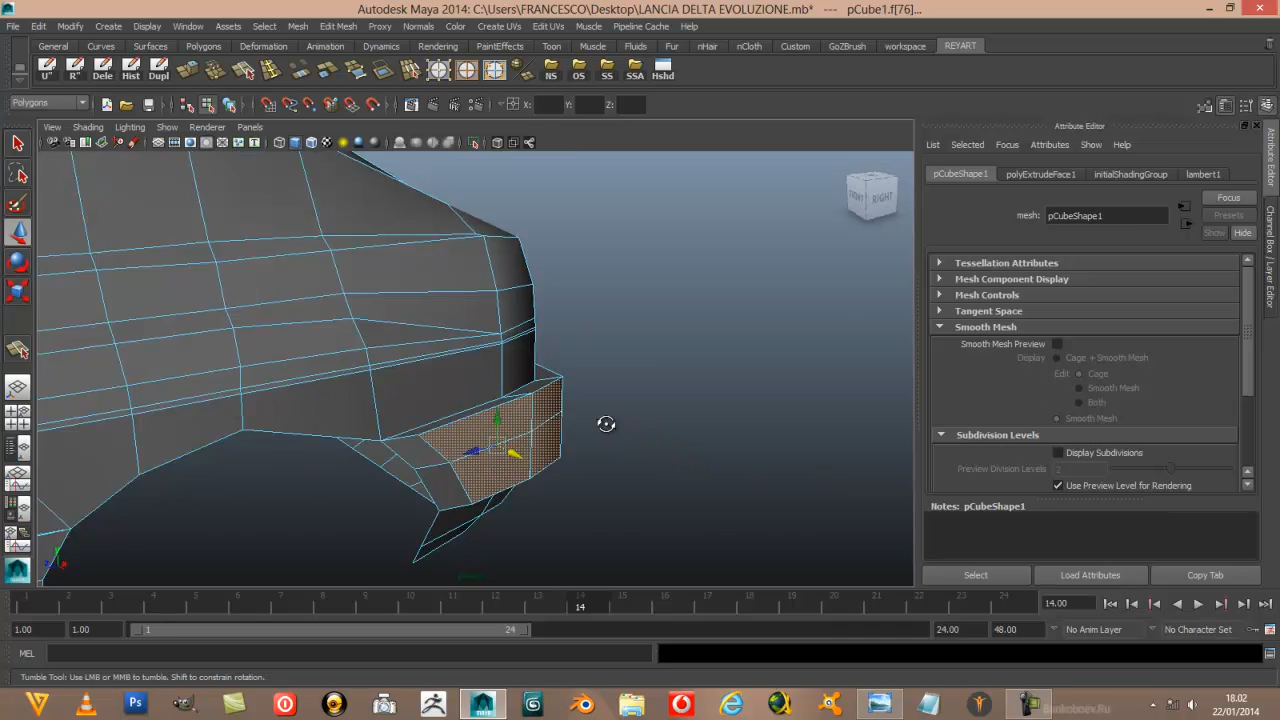 Autodesk Maya 2014: C:\Users\FRANCESCO\Desktop\LANCIA DELTA EVOLUZIONE.mb* --- pCube1.f[76]...
File Edit Modify Create Display Window Assets Select Mesh Edit Mesh Proxy Normals Color Create UVs Edit UVs Muscle Pipeline Cache Help
General Curves Surfaces Polygons Deformation Animation Dynamics Rendering PaintEffects Toon Muscle Fluids Fur nHair nCloth Custom GoZBrush workspace REYART
U" R" Dele Hist Dupl NS OS SS SSA Hshd
Polygons X: Y: Z:
View Shading Lighting Show Renderer Panels
Attribute Editor
List Selected Focus Attributes Show Help
pCubeShape1 polyExtrudeFace1 initialShadingGroup lambert1
Focus
mesh: pCubeShape1 Presets
Show Hide
FRONT RIGHT
Tessellation Attributes
Mesh Component Display
Mesh Controls
Tangent Space
Smooth Mesh
Smooth Mesh Preview
Display Cage + Smooth Mesh
Edit Cage
Smooth Mesh
Both
Smooth Mesh
Subdivision Levels
Display Subdivisions
Preview Division Levels 2
Use Preview Level for Rendering
Notes: pCubeShape1
Select Load Attributes Copy Tab
Attribute Editor
Channel Box / Layer Editor
1 2 3 4 5 6 7 8 9 10 11 12 13 14 15 16 17 18 19 20 21 22 23 24 14.00
14
1.00 1.00 1 24 24.00 48.00 No Anim Layer No Character Set
MEL
Tumble Tool: Use LMB or MMB to tumble. Shift to constrain rotation.
18.02
22/01/2014